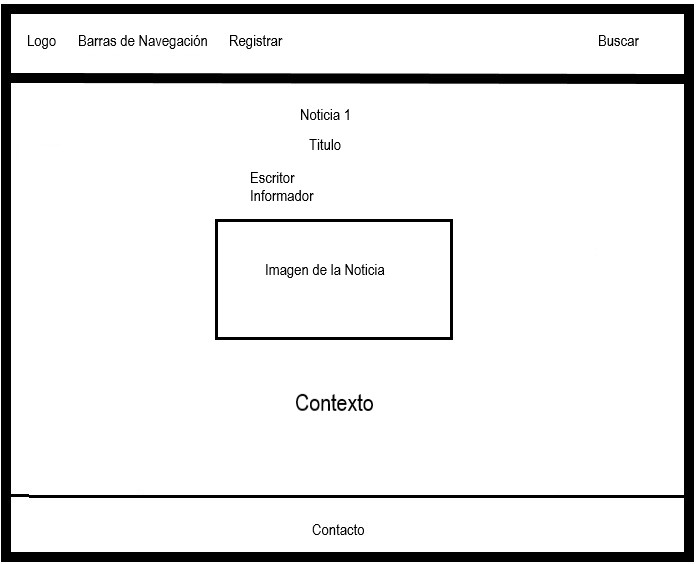 Logo Barras de Navegación Registrar Buscar
Noticia 1
Titulo
Escritor
Informador
Imagen de la Noticia
Contexto
Contacto